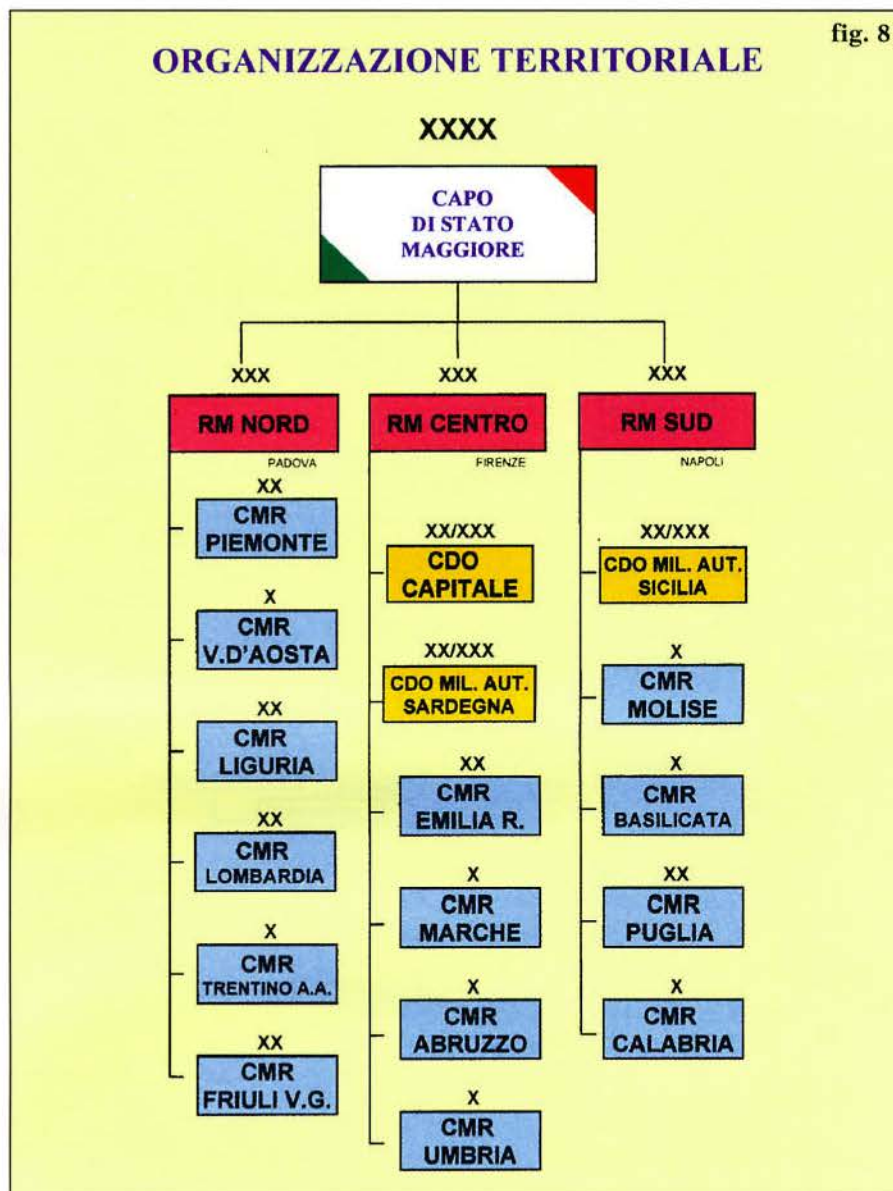 fig. 8
ORGANIZZAZIONE TERRITORIALE
XXXX
CAPO
DI STATO
MAGGIORE
XXX
RM NORD
PADOVA
XX
CMR
PIEMONTE
X
CMR
V.D'AOSTA
XX
CMR
LIGURIA
XX
CMR
LOMBARDIA
X
CMR
TRENTINO A.A.
XX
CMR
FRIULI V.G.
XXX
RM CENTRO
FIRENZE
XX/XXX
CDO
CAPITALE
XX/XXX
CDO MIL. AUT.
SARDEGNA
XX
CMR
EMILIA R.
X
CMR
MARCHE
X
CMR
ABRUZZO
X
CMR
UMBRIA
XXX
RM SUD
NAPOLI
XX/XXX
CDO MIL. AUT.
SICILIA
X
CMR
MOLISE
X
CMR
BASILICATA
XX
CMR
PUGLIA
X
CMR
CALABRIA